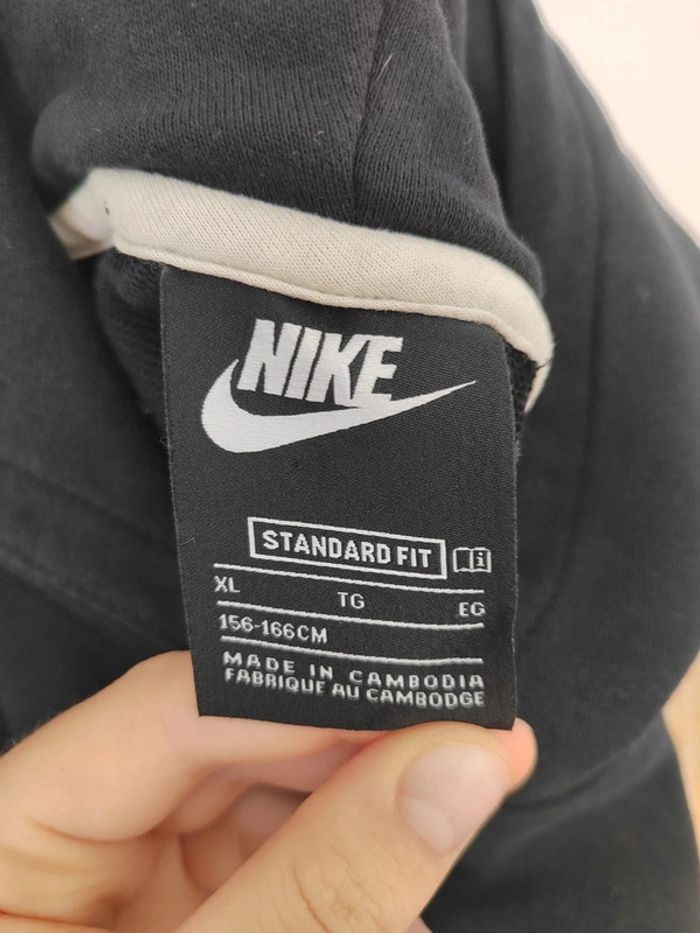 NIKE
STANDARD FIT
XL TG EG
156-166CM
MADE IN CAMBODIA
FABRIQUE AU CAMBODGE